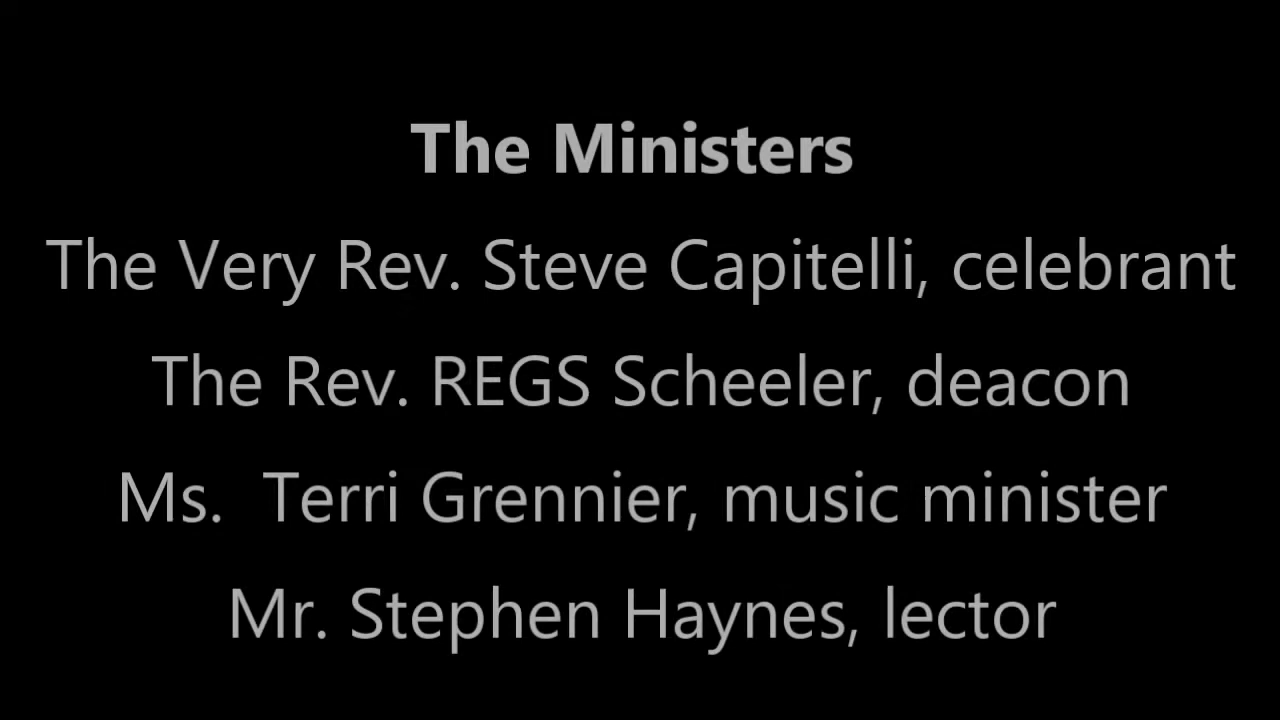 The Ministers
The Very Rev. Steve Capitelli, celebrant
The Rev. REGS Scheeler, deacon
Ms.  Terri Grennier, music minister
Mr. Stephen Haynes, lector